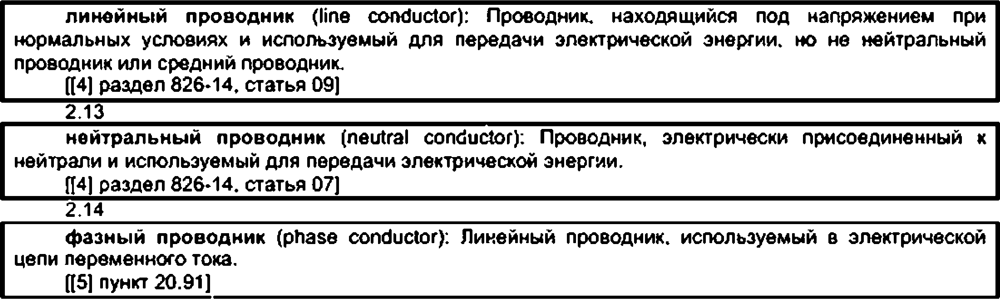 линейный проводник (line conductor): Проводник, находящийся под напряжением при
нормальных условиях и используемый для передачи электрической энергии, но не нейтральный
проводник или средний проводник.
[[4] раздел 826-14, статья 09]
2.13
нейтральный проводник (neutral conductor): Проводник, электрически присоединенный к
нейтрали и используемый для передачи электрической энергии.
[[4] раздел 826-14, статья 07]
2.14
фазный проводник (phase conductor): Линейный проводник, используемый в электрической
цепи переменного тока.
[[5] пункт 20.91]